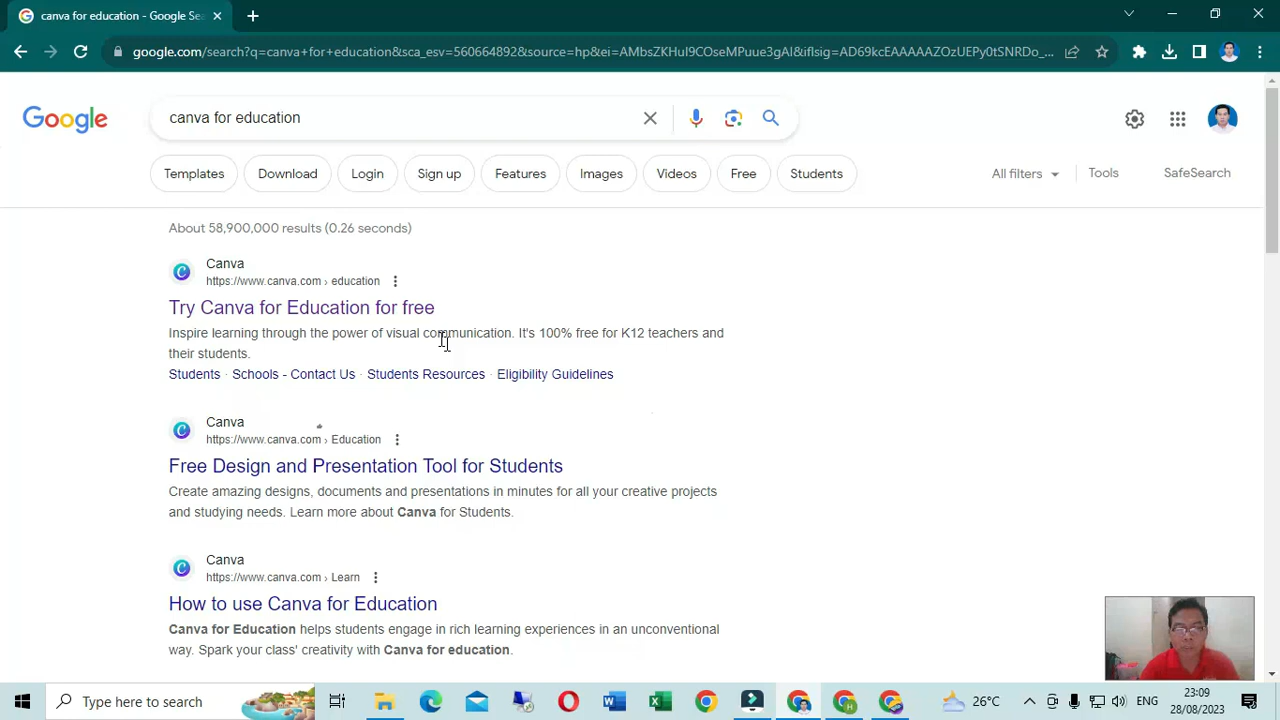 canva for education - Google Sea
google.com/search?q=canva+for+education&sca_esv=560664892&source=hp&ei=AMbsZKHuI9COseMPuue3gAI&iflsig=AD69kcEAAAAAZOzUEPy0tSNRDo_...
Google
canva for education
Templates
Download
Login
Sign up
Features
Images
Videos
Free
Students
All filters
Tools
SafeSearch
About 58,900,000 results (0.26 seconds)
Canva
https://www.canva.com › education
Try Canva for Education for free
Inspire learning through the power of visual communication. It's 100% free for K12 teachers and
their students.
Students · Schools - Contact Us · Students Resources · Eligibility Guidelines
Canva
https://www.canva.com › Education
Free Design and Presentation Tool for Students
Create amazing designs, documents and presentations in minutes for all your creative projects
and studying needs. Learn more about Canva for Students.
Canva
https://www.canva.com › Learn
How to use Canva for Education
Canva for Education helps students engage in rich learning experiences in an unconventional
way. Spark your class' creativity with Canva for education.
Type here to search
26°C
ENG
23:09
28/08/2023